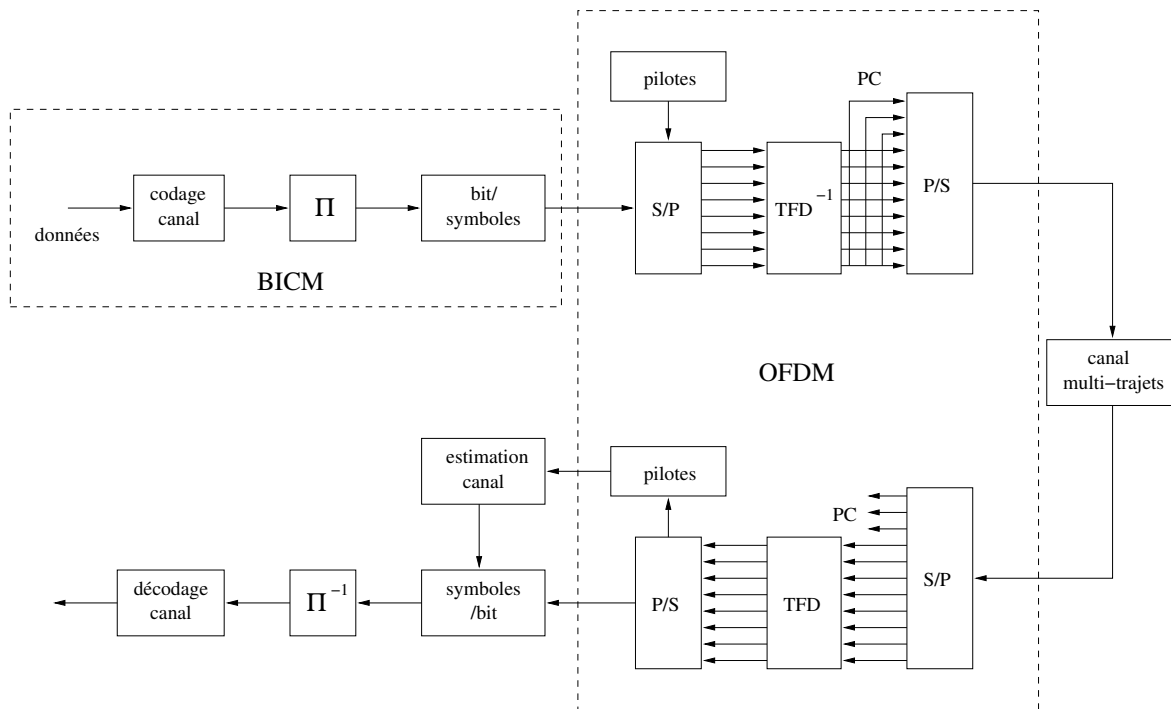 pilotes
PC
codage
canal
Π
bit/
symboles
données
S/P
TFD⁻¹
P/S
BICM
OFDM
canal
multi−trajets
estimation
canal
pilotes
PC
décodage
canal
Π⁻¹
symboles
/bit
P/S
TFD
S/P